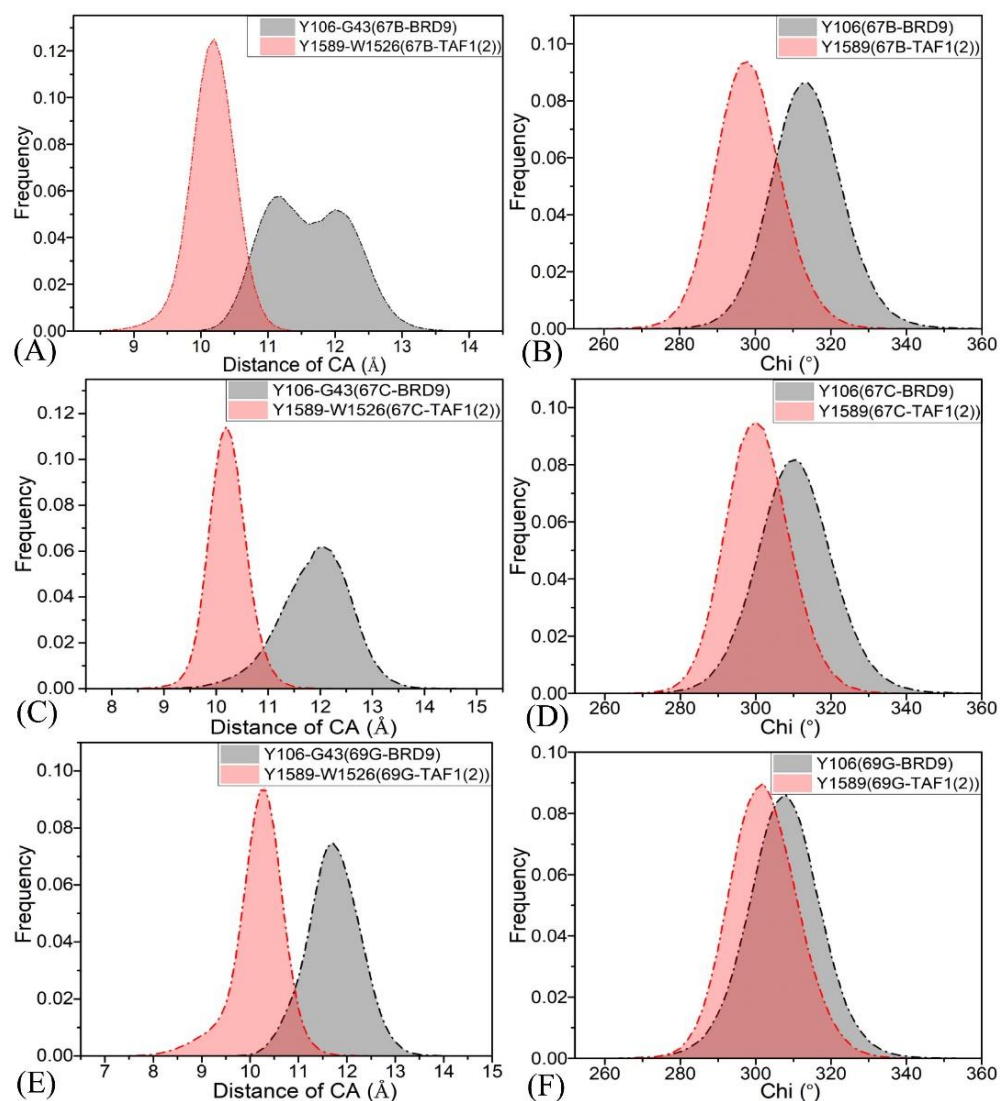 Y106-G43(67B-BRD9)
Y1589-W1526(67B-TAF1(2))
0.12
0.10
0.08
0.06
0.04
0.02
0.00
Frequency
9 10 11 12 13 14
Distance of CA (Å)
(A)
Y106(67B-BRD9)
Y1589(67B-TAF1(2))
0.10
0.08
0.06
0.04
0.02
0.00
Frequency
260 280 300 320 340 360
Chi (°)
(B)
Y106-G43(67C-BRD9)
Y1589-W1526(67C-TAF1(2))
0.12
0.10
0.08
0.06
0.04
0.02
0.00
Frequency
8 9 10 11 12 13 14 15
Distance of CA (Å)
(C)
Y106(67C-BRD9)
Y1589(67C-TAF1(2))
0.10
0.08
0.06
0.04
0.02
0.00
Frequency
260 280 300 320 340 360
Chi (°)
(D)
Y106-G43(69G-BRD9)
Y1589-W1526(69G-TAF1(2))
0.10
0.08
0.06
0.04
0.02
0.00
Frequency
7 8 9 10 11 12 13 14 15
Distance of CA (Å)
(E)
Y106(69G-BRD9)
Y1589(69G-TAF1(2))
0.10
0.08
0.06
0.04
0.02
0.00
Frequency
260 280 300 320 340 360
Chi (°)
(F)